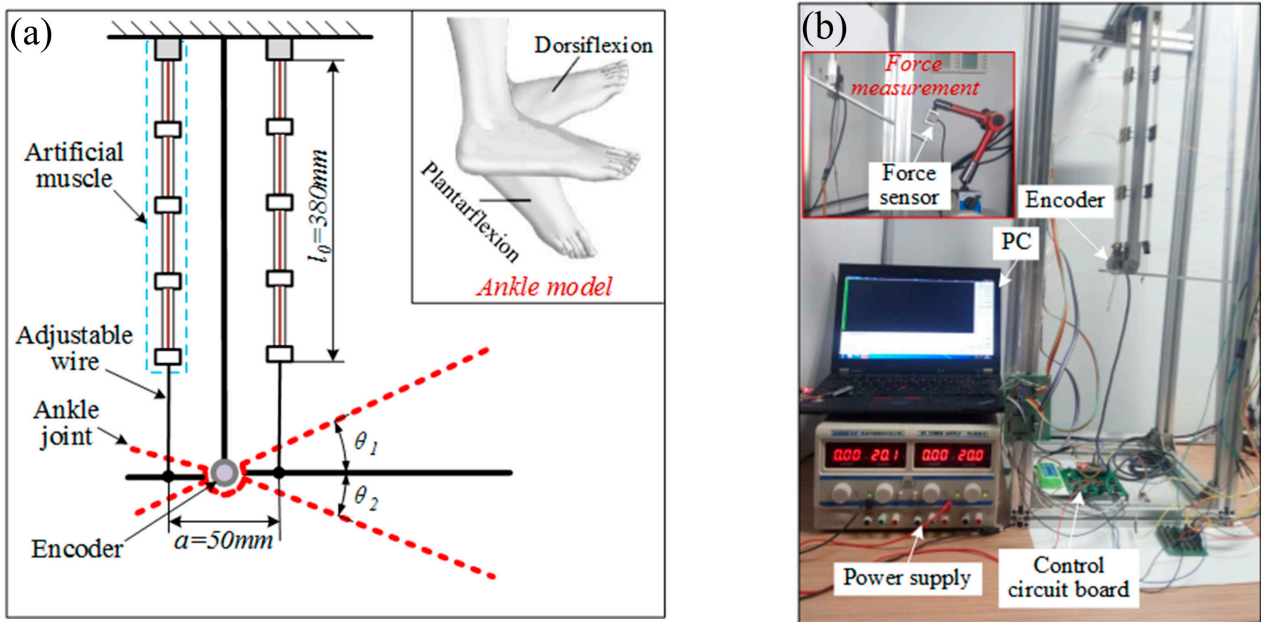 (a)
Dorsiflexion
Plantarflexion
Ankle model
Artificial
muscle
l0=380mm
Adjustable
wire
Ankle
joint
θ1
θ2
a=50mm
Encoder
(b)
Force
measurement
Force
sensor
Encoder
PC
0.00 20.1 0.00 20.0
Power supply
Control
circuit board